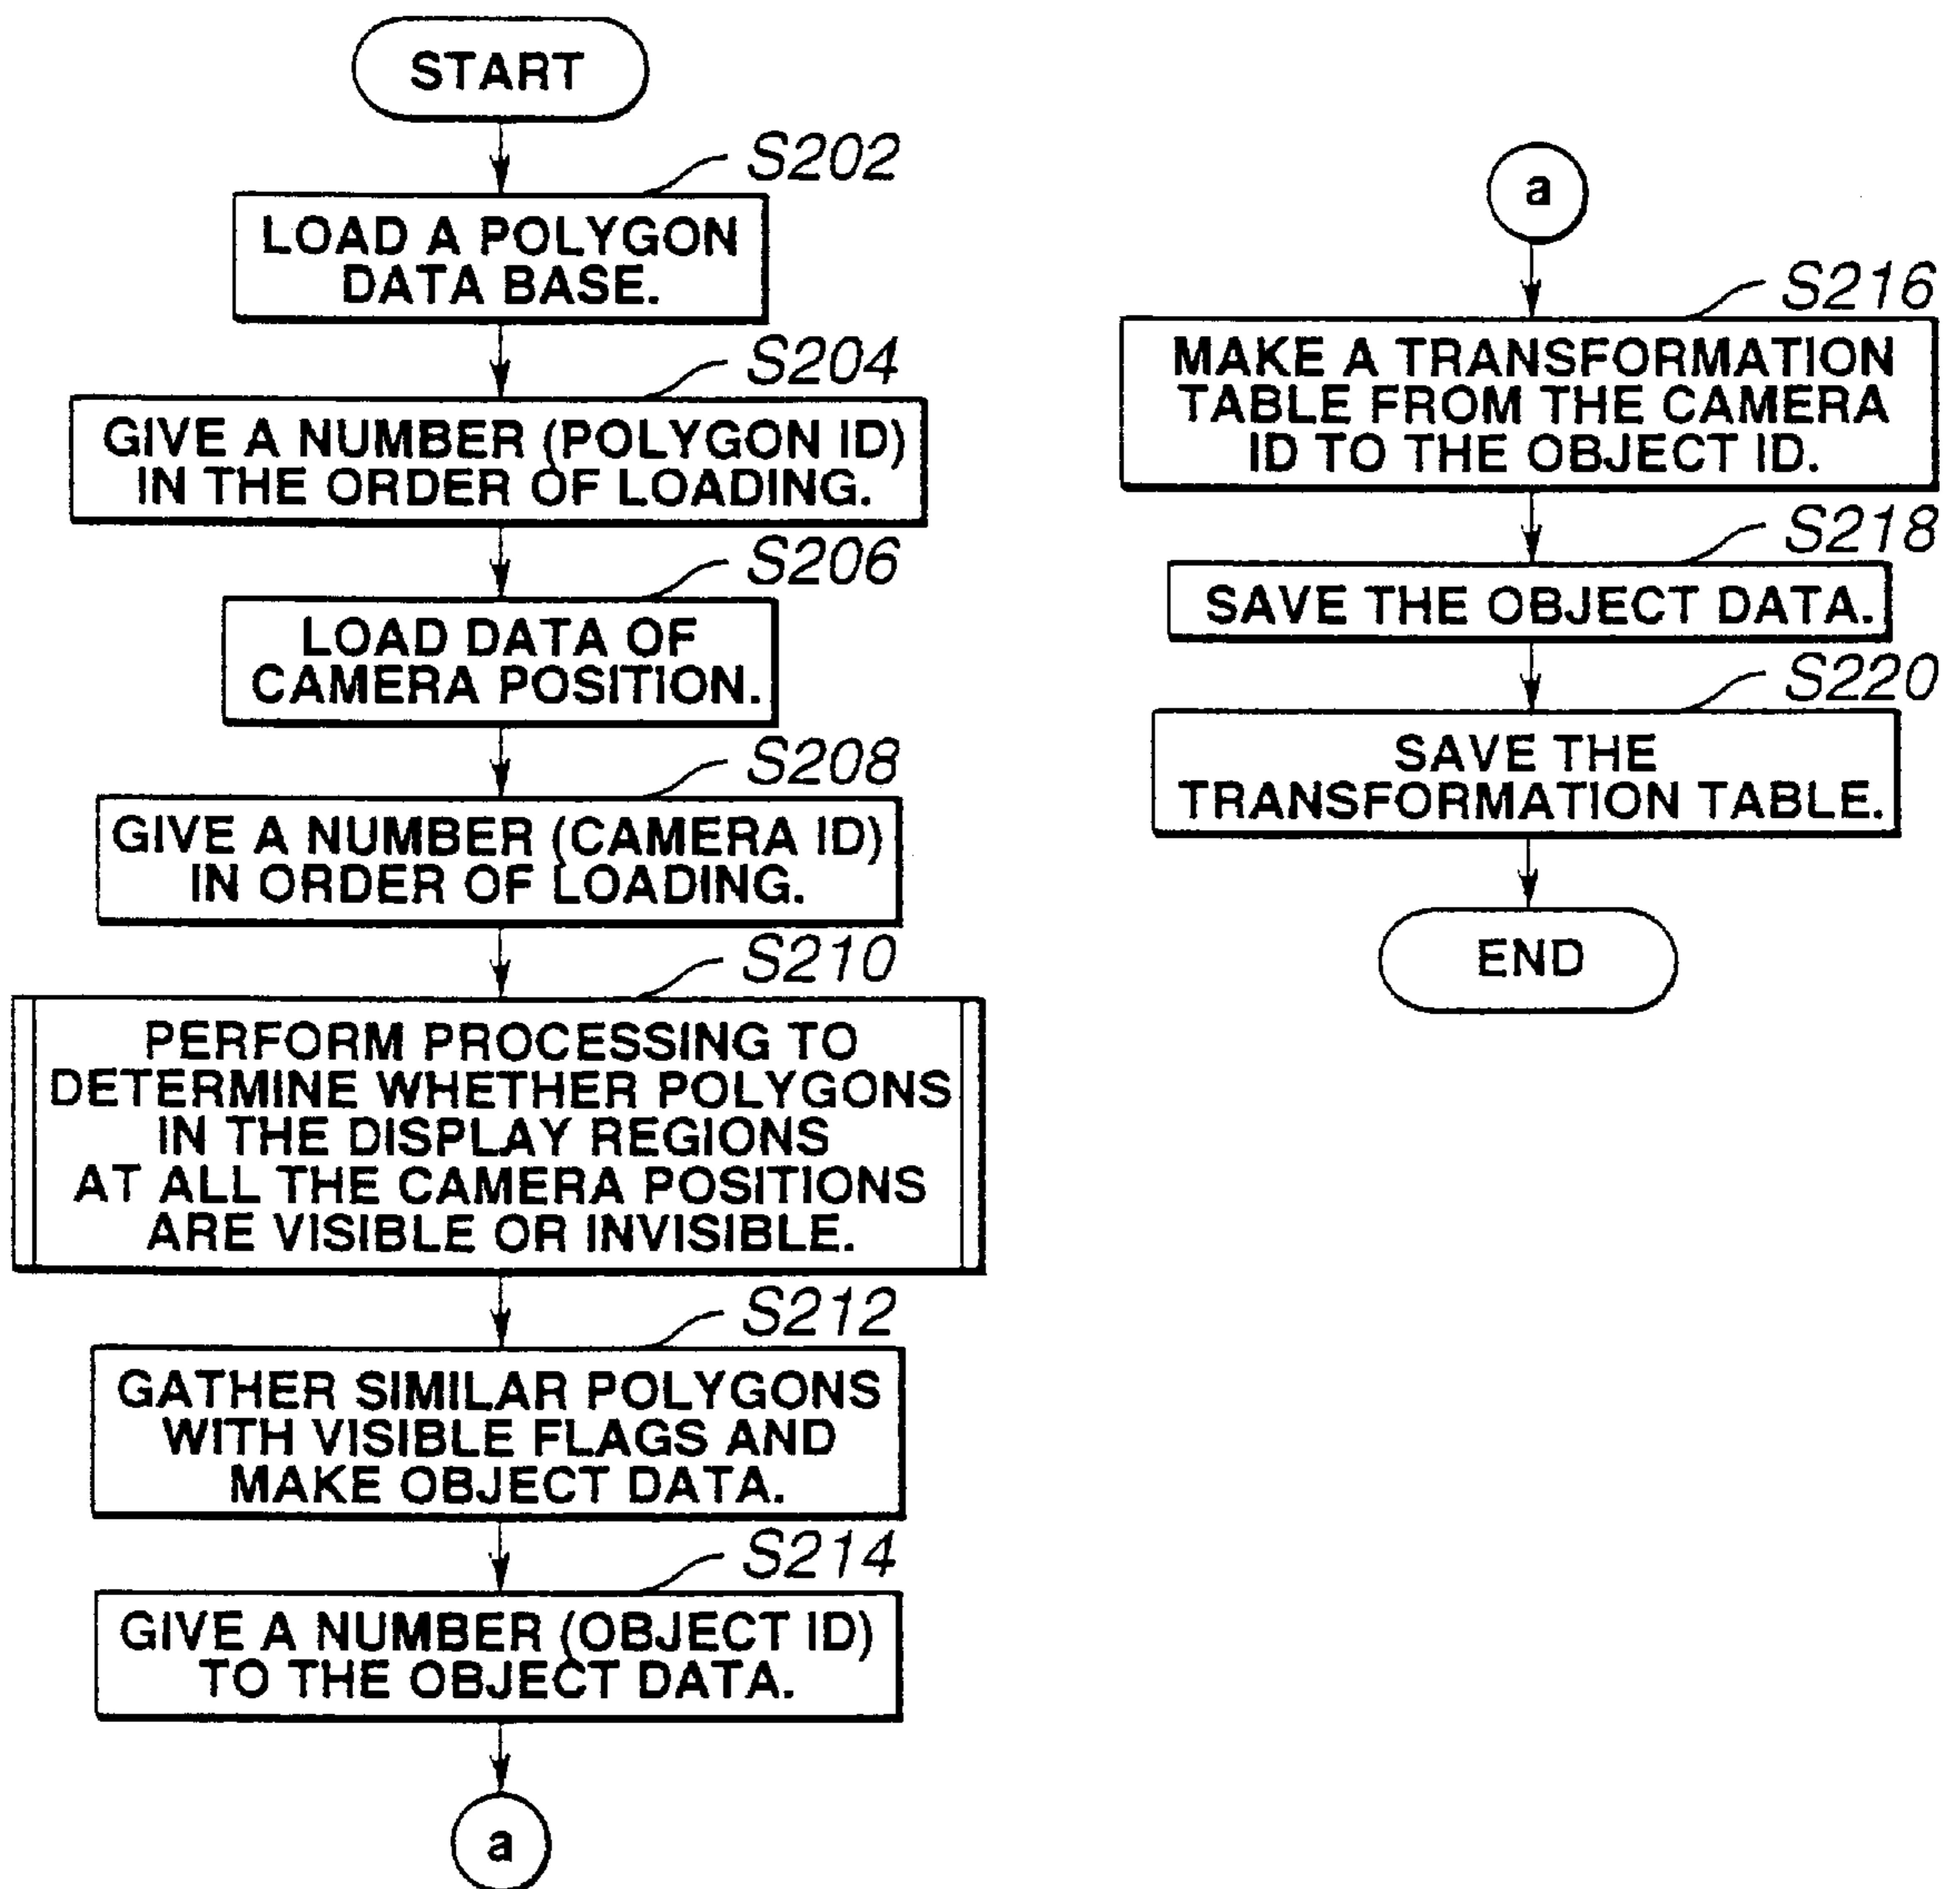 START
S202
LOAD A POLYGON
DATA BASE.
S204
GIVE A NUMBER (POLYGON ID)
IN THE ORDER OF LOADING.
S206
LOAD DATA OF
CAMERA POSITION.
S208
GIVE A NUMBER (CAMERA ID)
IN ORDER OF LOADING.
S210
PERFORM PROCESSING TO
DETERMINE WHETHER POLYGONS
IN THE DISPLAY REGIONS
AT ALL THE CAMERA POSITIONS
ARE VISIBLE OR INVISIBLE.
S212
GATHER SIMILAR POLYGONS
WITH VISIBLE FLAGS AND
MAKE OBJECT DATA.
S214
GIVE A NUMBER (OBJECT ID)
TO THE OBJECT DATA.
a
a
S216
MAKE A TRANSFORMATION
TABLE FROM THE CAMERA
ID TO THE OBJECT ID.
S218
SAVE THE OBJECT DATA.
S220
SAVE THE
TRANSFORMATION TABLE.
END